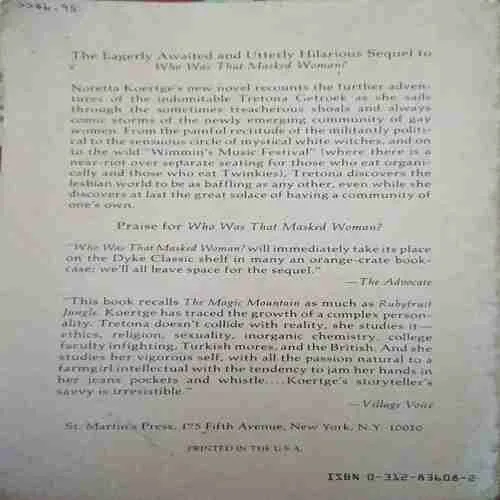 The Eagerly Awaited and Utterly Hilarious Sequel to
Who Was That Masked Woman?
Noretta Koertge's new novel recounts the further adven-
tures of the indomitable Tretona Getroek as she sails
through the sometimes treacherous shoals and always
comic storms of the newly emerging community of gay
women. From the painful rectitude of the militantly politi-
cal to the sensuous circle of mystical white witches, and on
to the wild "Wimmin's Music Festival" (where there is a
near-riot over separate seating for those who eat organi-
cally and those who eat Twinkies), Tretona discovers the
lesbian world to be as baffling as any other, even while she
discovers at last the great solace of having a community of
one's own.
Praise for Who Was That Masked Woman?
"Who Was That Masked Woman? will immediately take its place
on the Dyke Classic shelf in many an orange-crate book-
case; we'll all leave space for the sequel."
—The Advocate
"This book recalls The Magic Mountain as much as Rubyfruit
Jungle. Koertge has traced the growth of a complex person-
ality. Tretona doesn't collide with reality, she studies it—
ethics, religion, sexuality, inorganic chemistry, college
faculty infighting, Turkish mores, and the British. And she
studies her vigorous self, with all the passion natural to a
farmgirl intellectual with the tendency to jam her hands in
her jeans pockets and whistle....Koertge's storyteller's
savvy is irresistible."
—Village Voice
St. Martin's Press, 175 Fifth Avenue, New York, N.Y. 10010
PRINTED IN THE U.S.A.
ISBN 0-312-83608-2